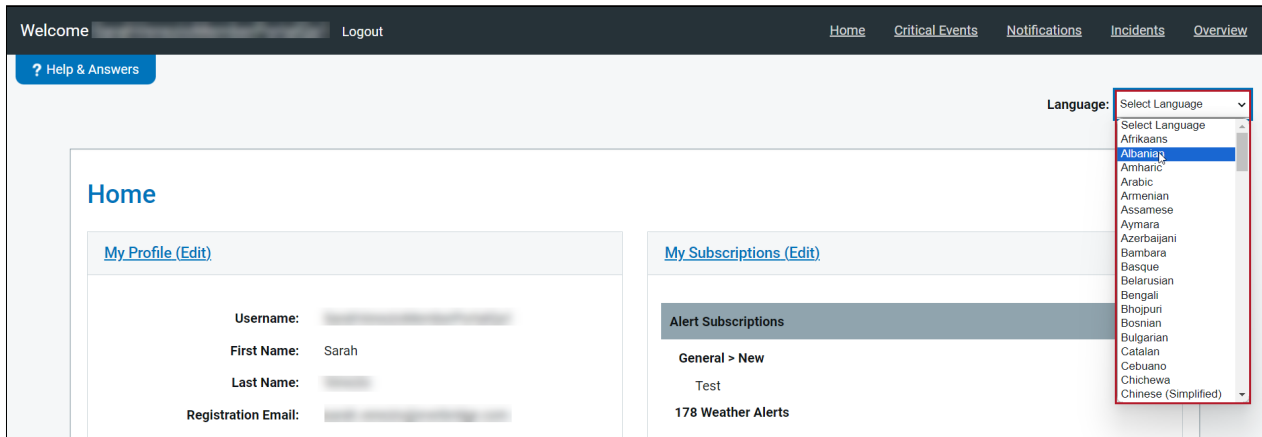 Welcome Logout Home Critical Events Notifications Incidents Overview
? Help & Answers
Language: Select Language
Select Language
Afrikaans
Albanian
Amharic
Arabic
Armenian
Assamese
Aymara
Azerbaijani
Bambara
Basque
Belarusian
Bengali
Bhojpuri
Bosnian
Bulgarian
Catalan
Cebuano
Chichewa
Chinese (Simplified)
Home
My Profile (Edit)
Username:
First Name: Sarah
Last Name:
Registration Email:
My Subscriptions (Edit)
Alert Subscriptions
General > New
Test
178 Weather Alerts